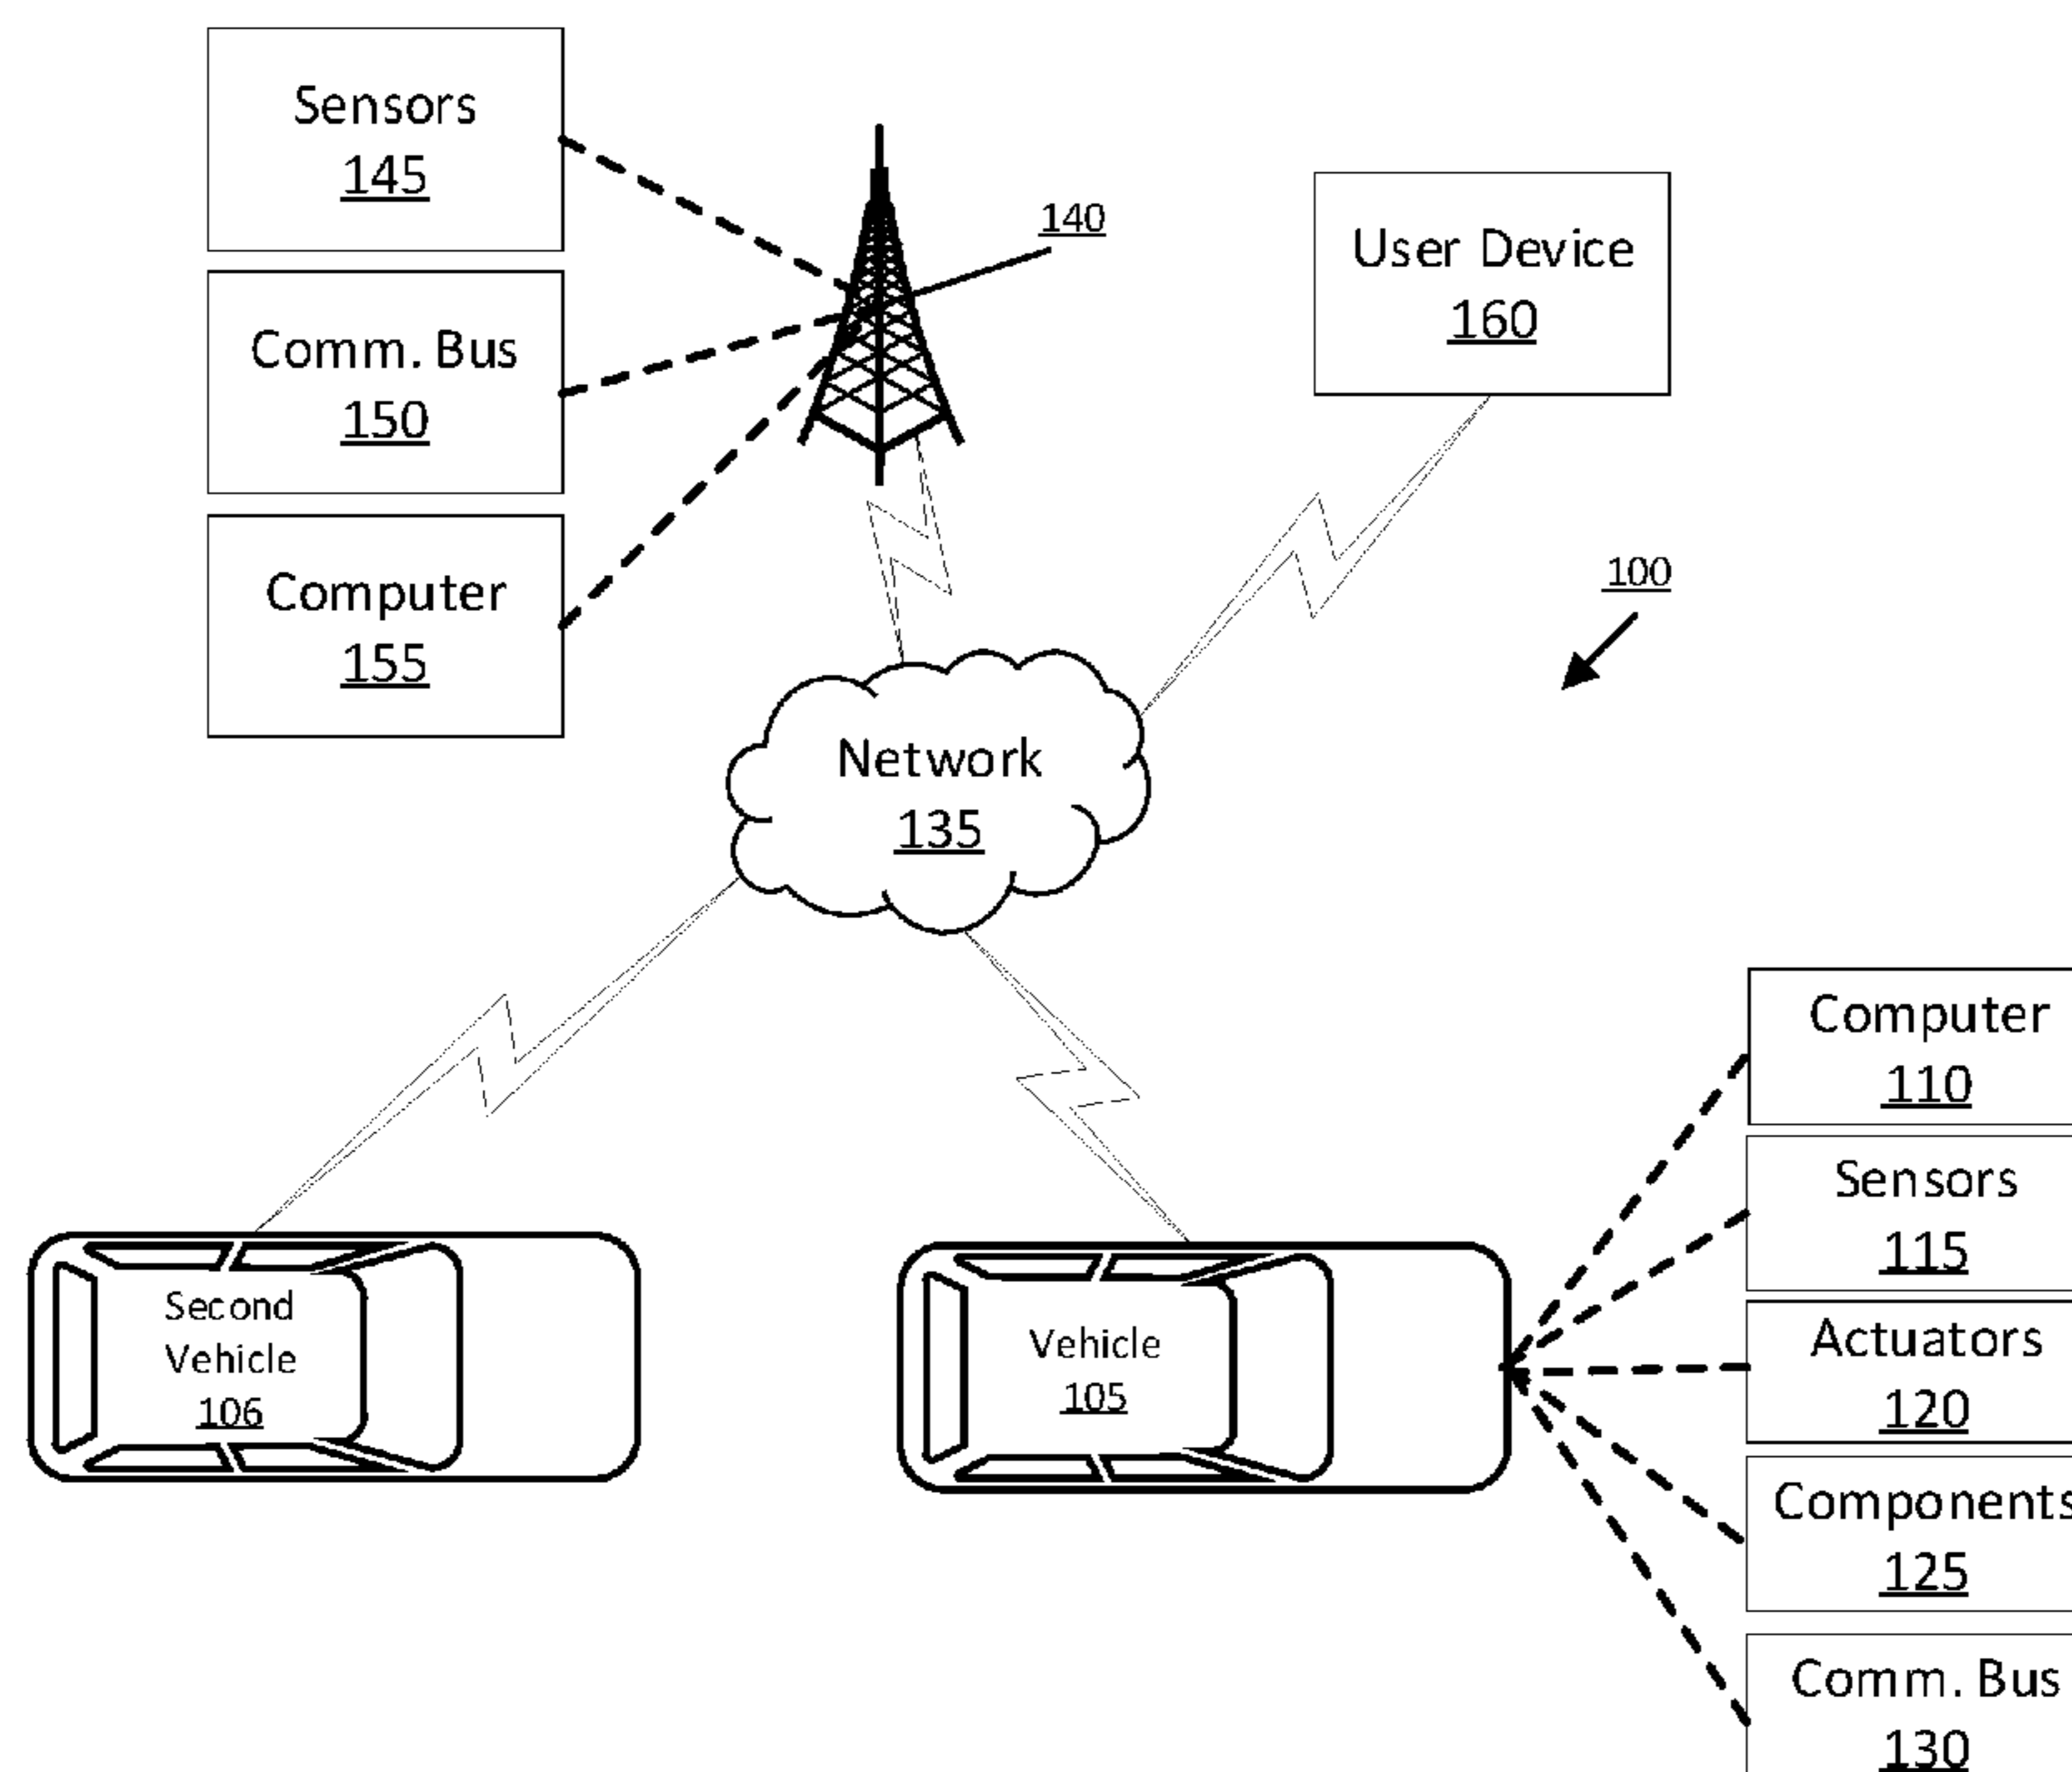 Sensors
145
140
User Device
160
Comm. Bus
150
100
Computer
155
Network
135
Computer
110
Sensors
115
Second
Vehicle
106
Vehicle
105
Actuators
120
Components
125
Comm. Bus
130